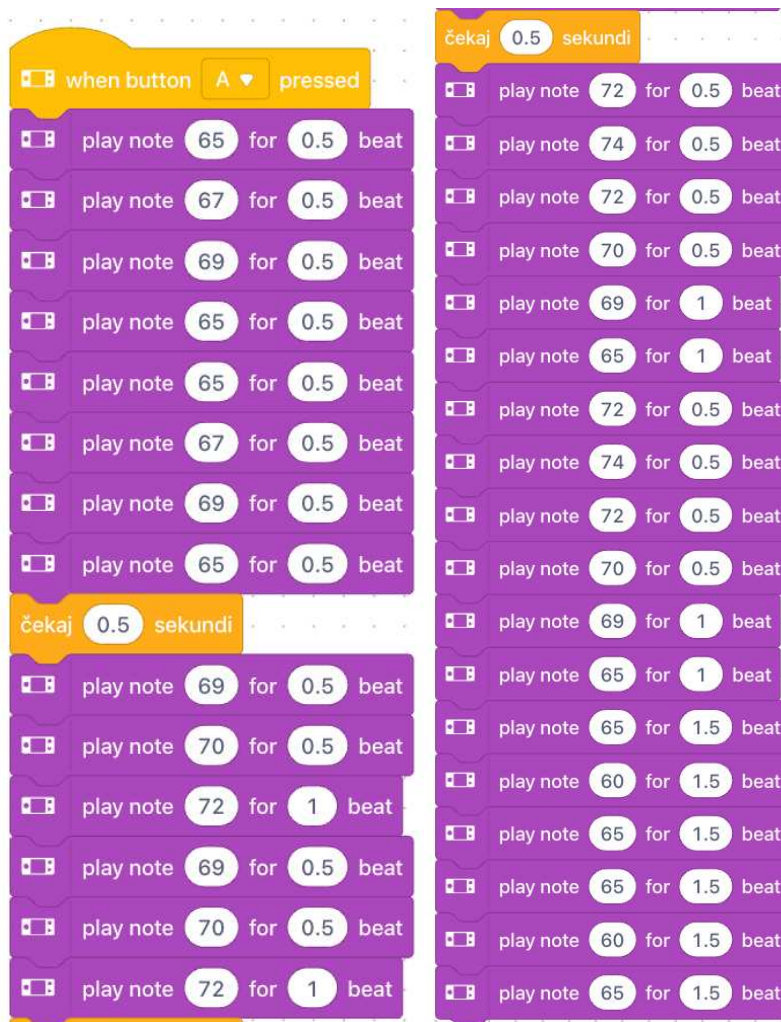 when button A pressed
play note 65 for 0.5 beat
play note 67 for 0.5 beat
play note 69 for 0.5 beat
play note 65 for 0.5 beat
play note 65 for 0.5 beat
play note 67 for 0.5 beat
play note 69 for 0.5 beat
play note 65 for 0.5 beat
čekaj 0.5 sekundi
play note 69 for 0.5 beat
play note 70 for 0.5 beat
play note 72 for 1 beat
play note 69 for 0.5 beat
play note 70 for 0.5 beat
play note 72 for 1 beat
čekaj 0.5 sekundi
play note 72 for 0.5 beat
play note 74 for 0.5 beat
play note 72 for 0.5 beat
play note 70 for 0.5 beat
play note 69 for 1 beat
play note 65 for 1 beat
play note 72 for 0.5 beat
play note 74 for 0.5 beat
play note 72 for 0.5 beat
play note 70 for 0.5 beat
play note 69 for 1 beat
play note 65 for 1 beat
play note 65 for 1.5 beat
play note 60 for 1.5 beat
play note 65 for 1.5 beat
play note 65 for 1.5 beat
play note 60 for 1.5 beat
play note 65 for 1.5 beat